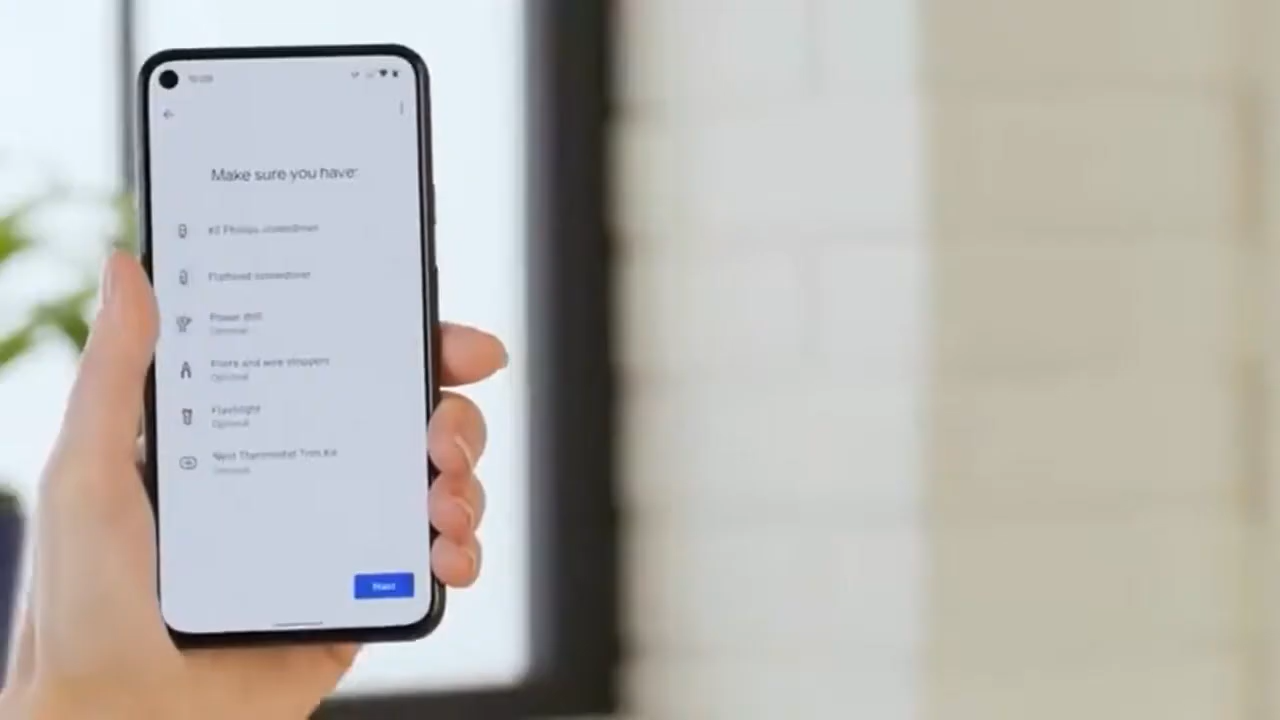 Make sure you have:
#2 Phillips screwdriver
Flathead screwdriver
Power drill
Optional
Pliers and wire strippers
Optional
Flashlight
Optional
Nest Thermostat Trim Kit
Optional
Next